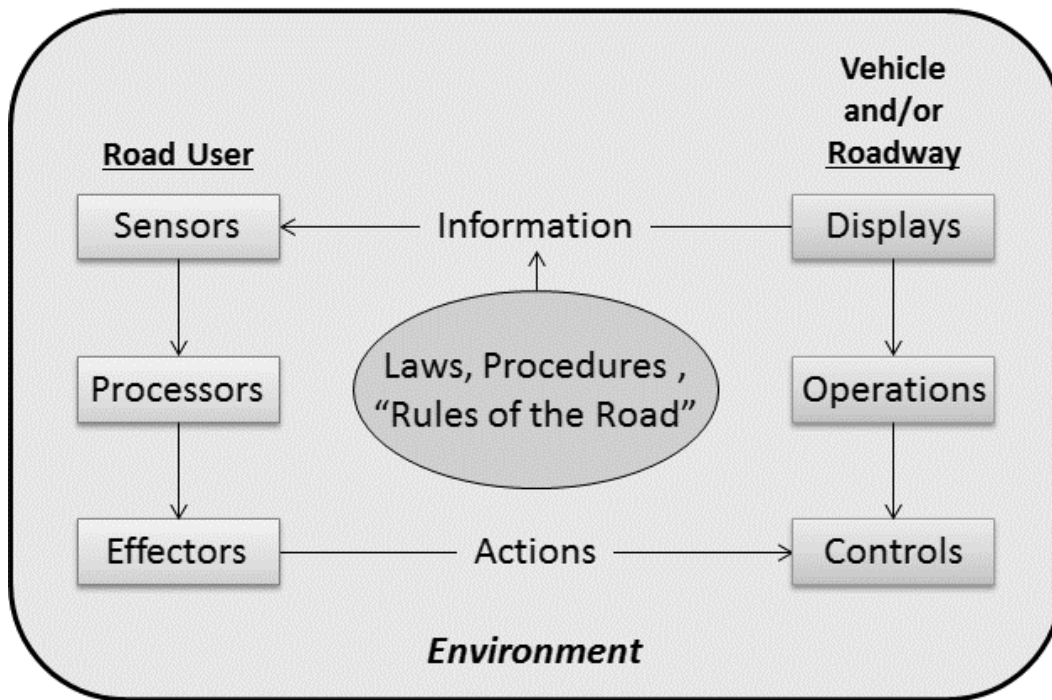 Vehicle
and/or
Roadway
Road User
Sensors
Information
Displays
Laws, Procedures ,
“Rules of the Road”
Processors
Operations
Effectors
Actions
Controls
Environment